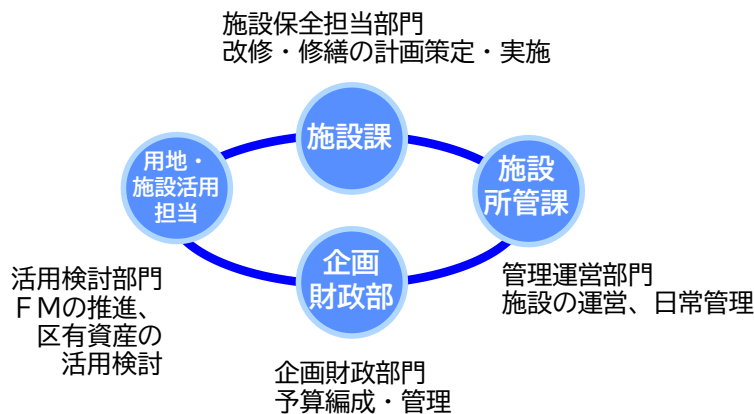 施設保全担当部門
改修・修繕の計画策定・実施
施設課
用地・
施設活用
担当
施設
所管課
企画
財政部
活用検討部門
ＦＭの推進、
区有資産の
活用検討
管理運営部門
施設の運営、日常管理
企画財政部門
予算編成・管理